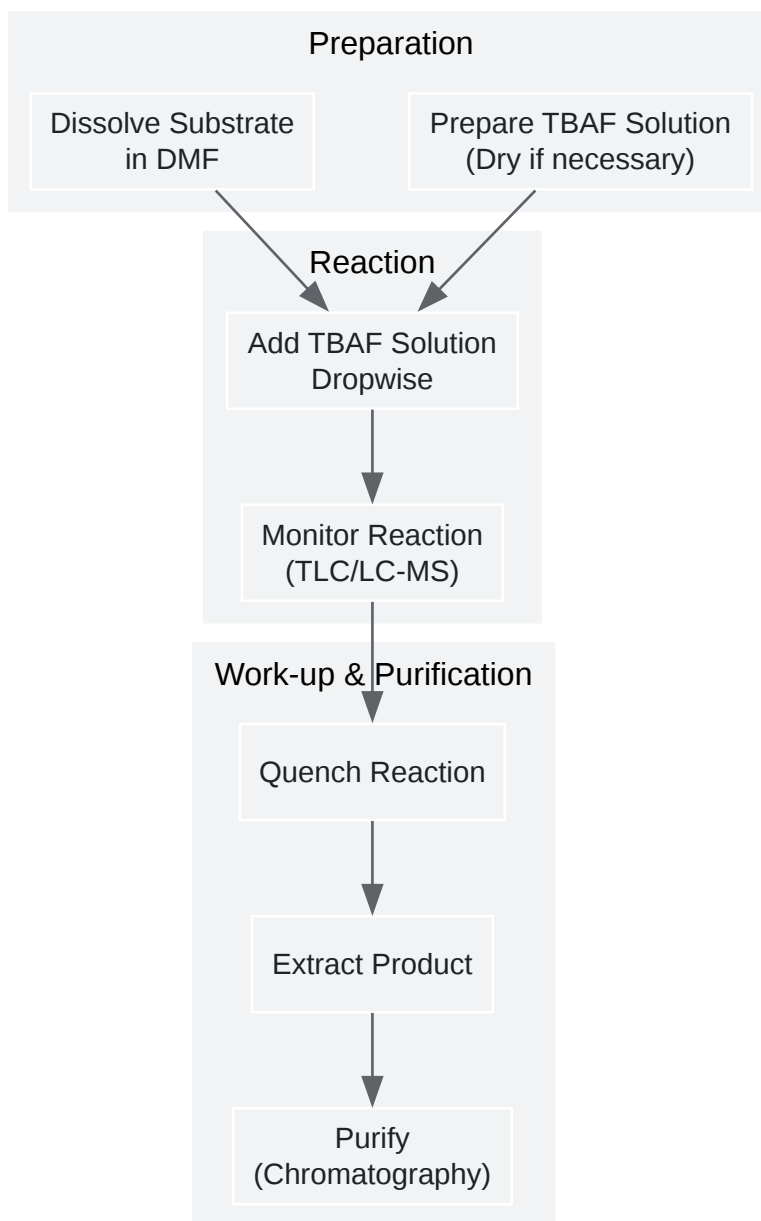 Preparation
Dissolve Substrate
in DMF
Prepare TBAF Solution
(Dry if necessary)
Reaction
Add TBAF Solution
Dropwise
Monitor Reaction
(TLC/LC-MS)
Work-up & Purification
Quench Reaction
Extract Product
Purify
(Chromatography)